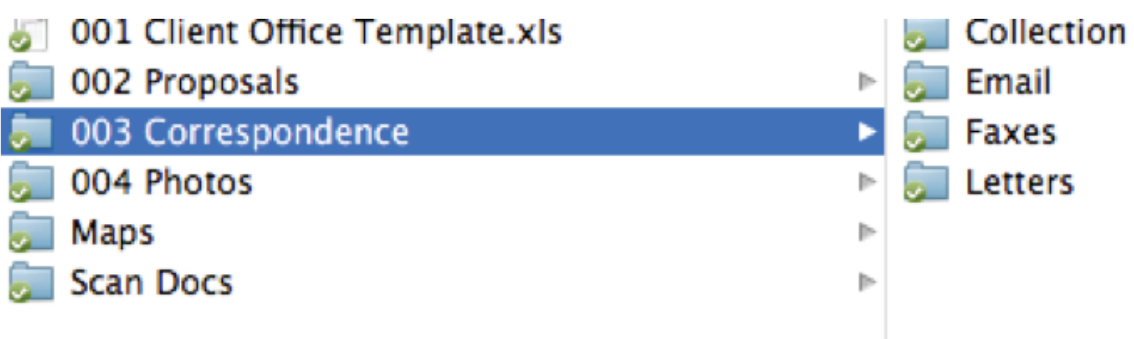 001 Client Office Template.xls
002 Proposals
003 Correspondence
004 Photos
Maps
Scan Docs
Collection
Email
Faxes
Letters